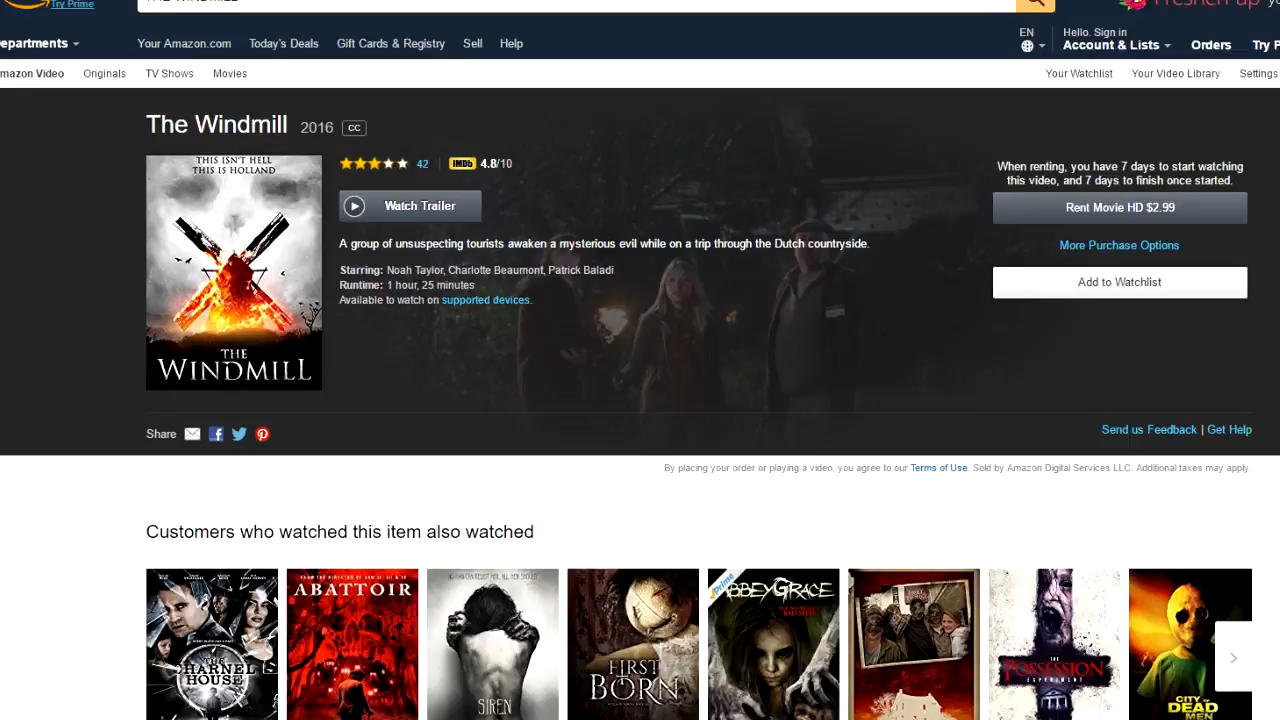 Try Prime
Departments
Your Amazon.com
Today's Deals
Gift Cards & Registry
Sell
Help
EN
Hello. Sign in
Account & Lists
Orders
Try P
mazon Video
Originals
TV Shows
Movies
Your Watchlist
Your Video Library
Settings
The Windmill 2016 CC
THIS ISN'T HELL
THIS IS HOLLAND
THE
WINDMILL
42
IMDb 4.8/10
Watch Trailer
A group of unsuspecting tourists awaken a mysterious evil while on a trip through the Dutch countryside.
Starring: Noah Taylor, Charlotte Beaumont, Patrick Baladi
Runtime: 1 hour, 25 minutes
Available to watch on supported devices.
When renting, you have 7 days to start watching
this video, and 7 days to finish once started.
Rent Movie HD $2.99
More Purchase Options
Add to Watchlist
Share
Send us Feedback | Get Help
By placing your order or playing a video, you agree to our Terms of Use. Sold by Amazon Digital Services LLC. Additional taxes may apply.
Customers who watched this item also watched
THE
CHARNEL
HOUSE
ABATTOIR
SIREN
FIRST
BORN
Prime
ABBEY GRACE
THE
POSSESSION
EXPERIMENT
CITY OF
DEAD
MEN